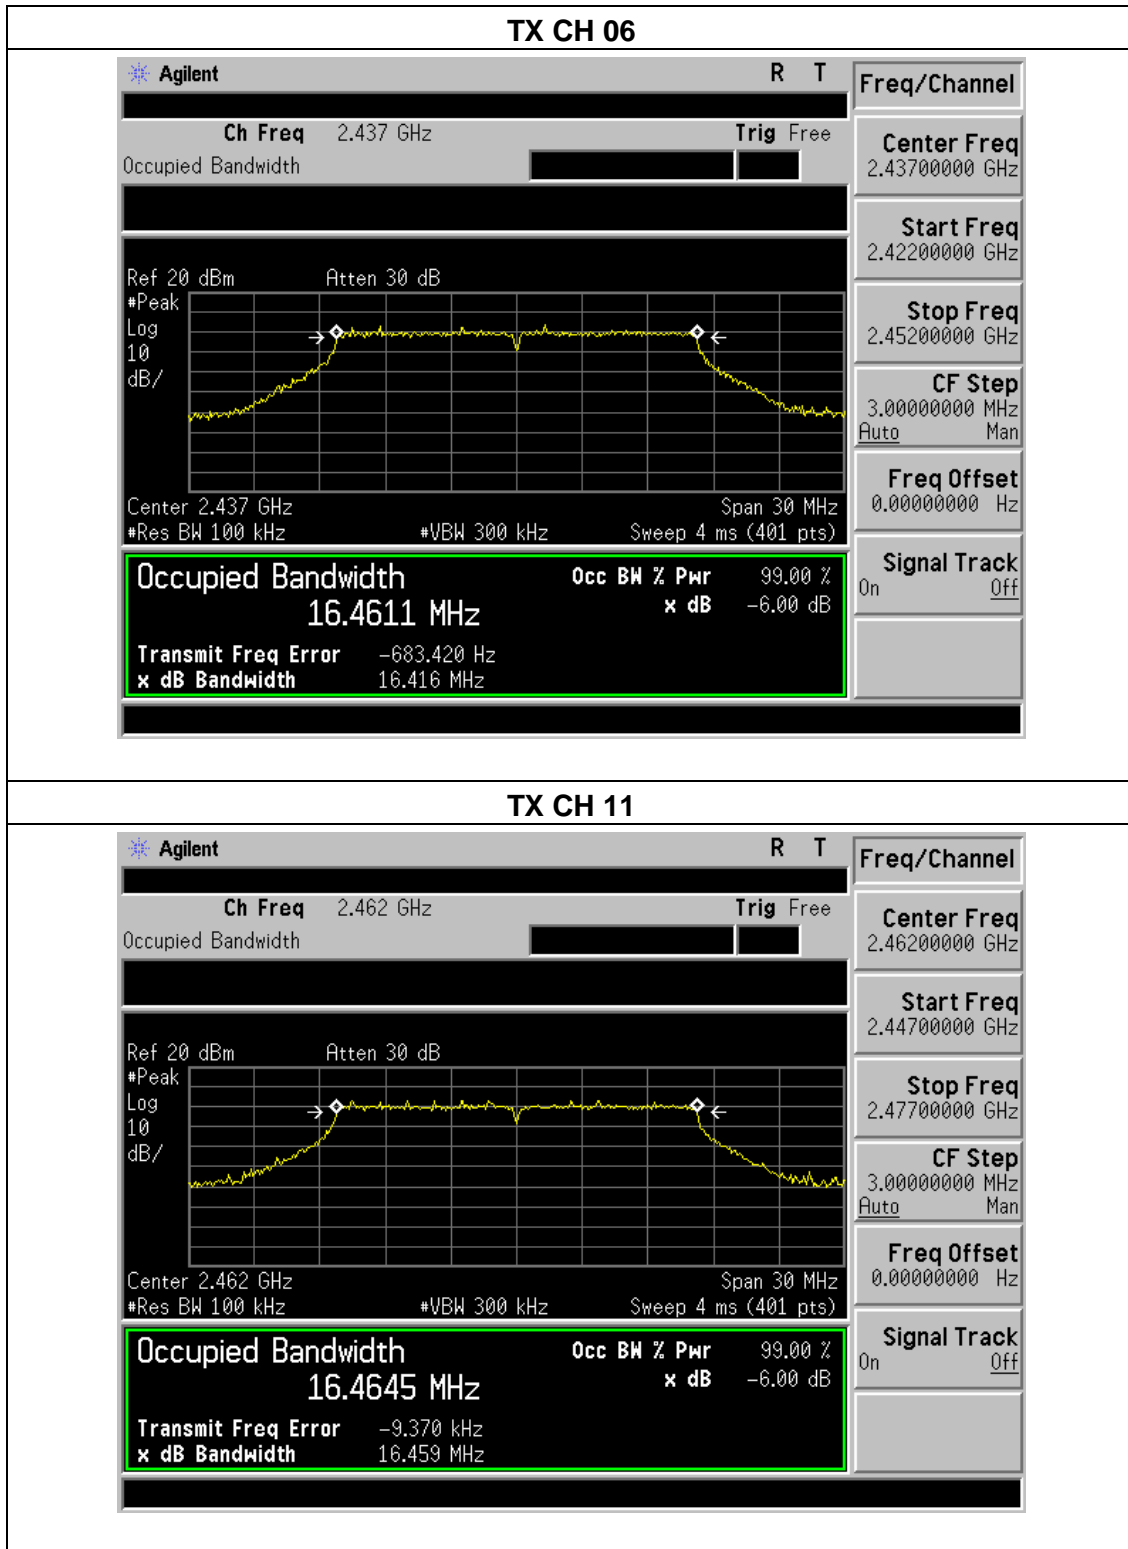 TX CH 06
Agilent R T Freq/Channel
Ch Freq 2.437 GHz Trig Free
Occupied Bandwidth
Center Freq
2.43700000 GHz
Start Freq
2.42200000 GHz
Stop Freq
2.45200000 GHz
CF Step
3.00000000 MHz
Auto Man
Freq Offset
0.00000000 Hz
Signal Track
On Off
Ref 20 dBm Atten 30 dB
#Peak
Log
10
dB/
Center 2.437 GHz Span 30 MHz
#Res BW 100 kHz #VBW 300 kHz Sweep 4 ms (401 pts)
Occupied Bandwidth Occ BW % Pwr 99.00 %
16.4611 MHz x dB -6.00 dB
Transmit Freq Error -683.420 Hz
x dB Bandwidth 16.416 MHz
TX CH 11
Agilent R T Freq/Channel
Ch Freq 2.462 GHz Trig Free
Occupied Bandwidth
Center Freq
2.46200000 GHz
Start Freq
2.44700000 GHz
Stop Freq
2.47700000 GHz
CF Step
3.00000000 MHz
Auto Man
Freq Offset
0.00000000 Hz
Signal Track
On Off
Ref 20 dBm Atten 30 dB
#Peak
Log
10
dB/
Center 2.462 GHz Span 30 MHz
#Res BW 100 kHz #VBW 300 kHz Sweep 4 ms (401 pts)
Occupied Bandwidth Occ BW % Pwr 99.00 %
16.4645 MHz x dB -6.00 dB
Transmit Freq Error -9.370 kHz
x dB Bandwidth 16.459 MHz